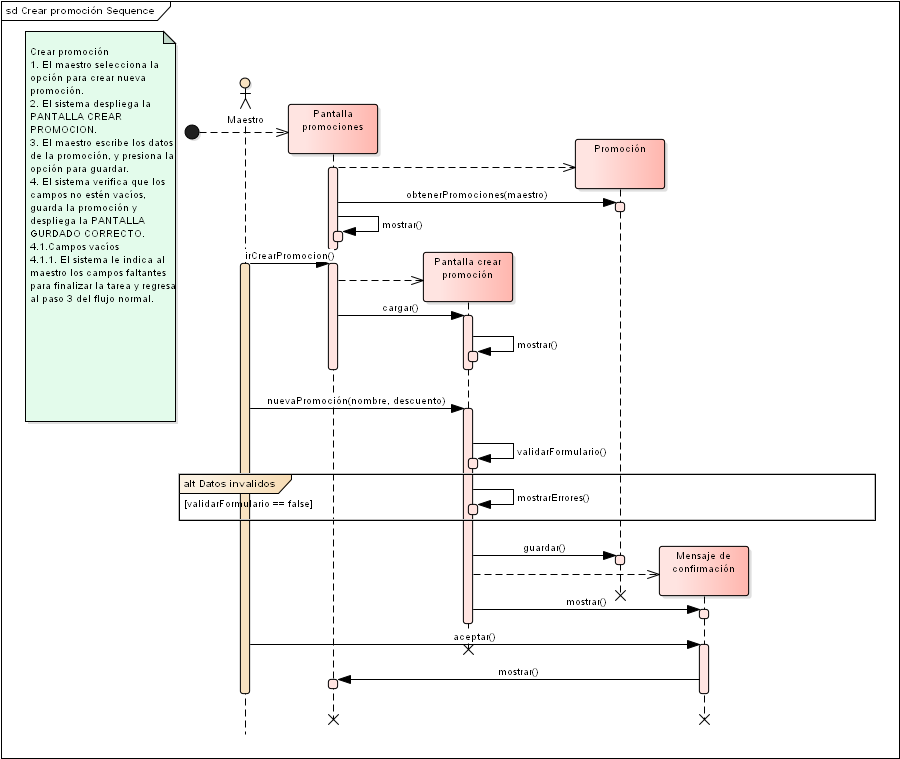 sd Crear promoción Sequence
Crear promoción
1. El maestro selecciona la
opción para crear nueva
promoción.
2. El sistema despliega la
PANTALLA CREAR
PROMOCION.
3. El maestro escribe los datos
de la promoción, y presiona la
opción para guardar.
4. El sistema verifica que los
campos no estén vacíos,
guarda la promoción y
despliega la PANTALLA
GURDADO CORRECTO.
4.1.Campos vacíos
4.1.1. El sistema le indica al
maestro los campos faltantes
para finalizar la tarea y regresa
al paso 3 del flujo normal.
Maestro
Pantalla
promociones
Promoción
obtenerPromociones(maestro)
mostrar()
irCrearPromocion()
Pantalla crear
promoción
cargar()
mostrar()
nuevaPromoción(nombre, descuento)
validarFormulario()
alt Datos invalidos
[validarFormulario == false]
mostrarErrores()
guardar()
Mensaje de
confirmación
mostrar()
aceptar()
mostrar()